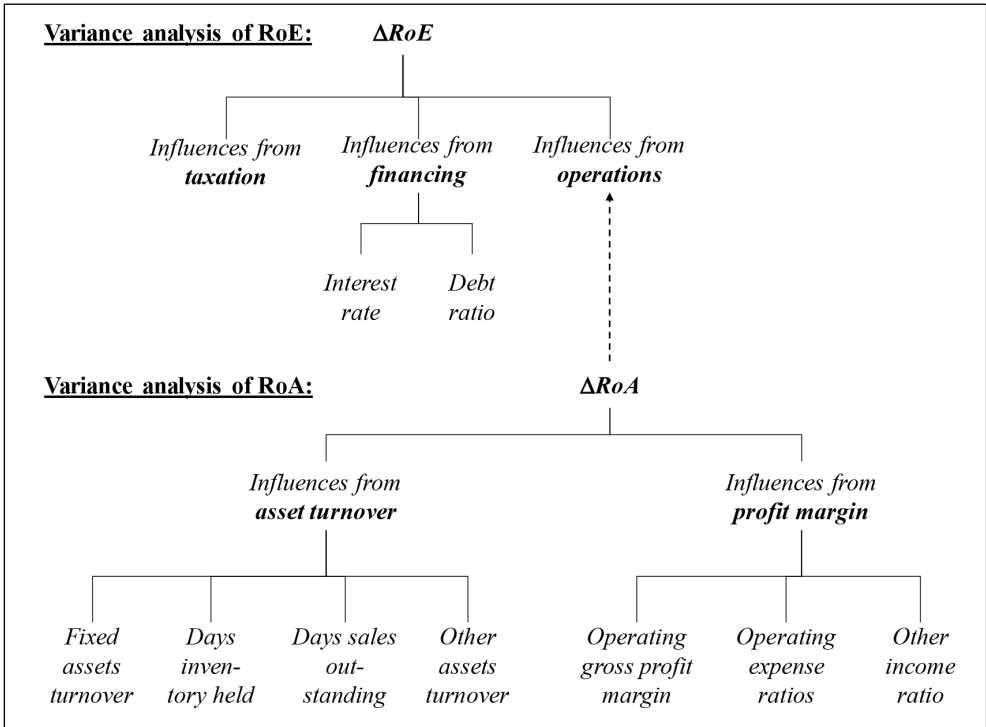 Variance analysis of RoE: ΔRoE
Influences from
taxation
Influences from
financing
Influences from
operations
Interest
rate
Debt
ratio
Variance analysis of RoA: ΔRoA
Influences from
asset turnover
Influences from
profit margin
Fixed
assets
turnover
Days
inven-
tory held
Days sales
out-
standing
Other
assets
turnover
Operating
gross profit
margin
Operating
expense
ratios
Other
income
ratio